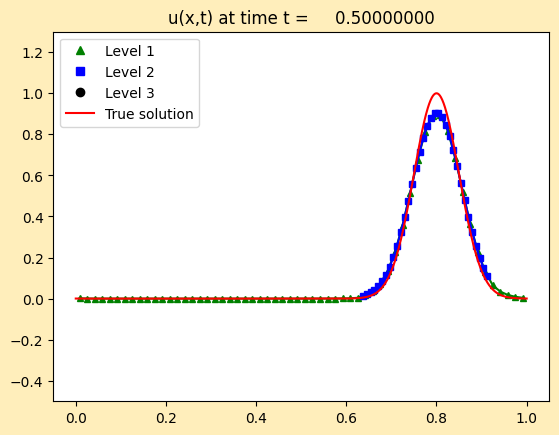 u(x,t) at time t = 0.50000000
Level 1
Level 2
Level 3
True solution
1.2
1.0
0.8
0.6
0.4
0.2
0.0
−0.2
−0.4
0.0 0.2 0.4 0.6 0.8 1.0